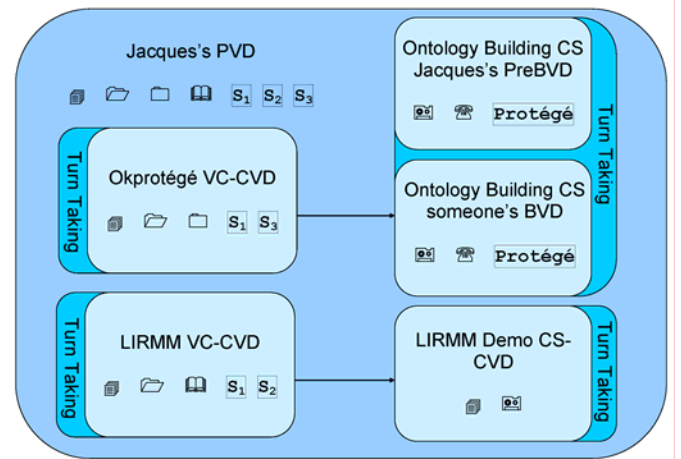 Jacques's PVD
S1 S2 S3
Turn Taking
Okprotégé VC-CVD
S1 S3
Turn Taking
LIRMM VC-CVD
S1 S2
Ontology Building CS
Jacques's PreBVD
Protégé
Ontology Building CS
someone's BVD
Protégé
Turn Taking
LIRMM Demo CS-
CVD
Turn Taking